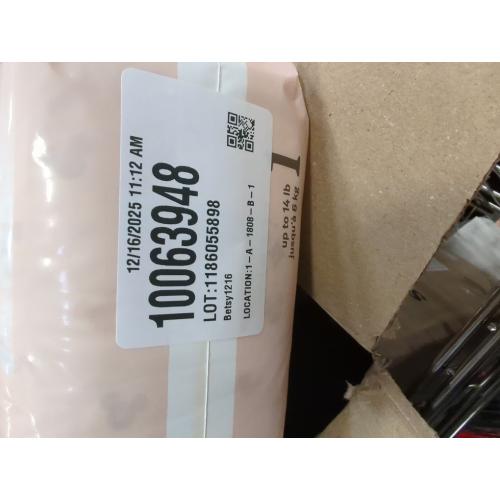 12/16/2025 11:12 AM
10063948
LOT:1186055898
Betsy1216
LOCATION:1-A-1808-B-1
1
up to 14 lb
jusqu'à 6 kg